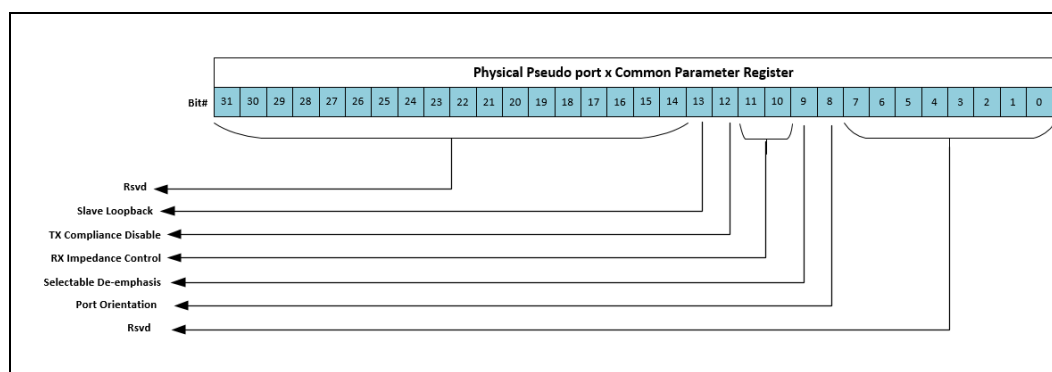 Physical Pseudo port x Common Parameter Register
Bit# 31 30 29 28 27 26 25 24 23 22 21 20 19 18 17 16 15 14 13 12 11 10 9 8 7 6 5 4 3 2 1 0
Rsvd
Slave Loopback
TX Compliance Disable
RX Impedance Control
Selectable De-emphasis
Port Orientation
Rsvd